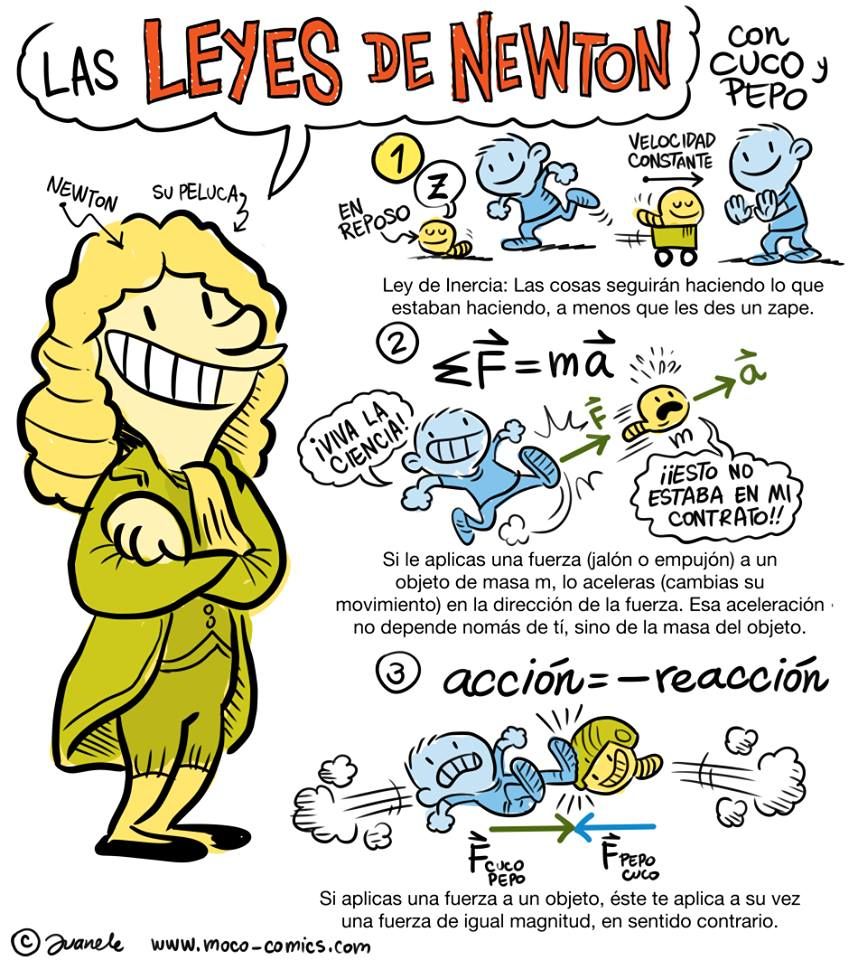 LAS LEYES DE NEWTON
con
CUCO y
PEPO
NEWTON
SU PELUCA
1
EN
REPOSO
Z
VELOCIDAD
CONSTANTE
Ley de Inercia: Las cosas seguirán haciendo lo que
estaban haciendo, a menos que les des un zape.
2
ΣF⃗ = ma⃗
¡VIVA LA
CIENCIA!
F⃗
m
a⃗
¡¡ESTO NO
ESTABA EN MI
CONTRATO!!
Si le aplicas una fuerza (jalón o empujón) a un
objeto de masa m, lo aceleras (cambias su
movimiento) en la dirección de la fuerza. Esa aceleración
no depende nomás de tí, sino de la masa del objeto.
3
acción = -reacción
F⃗ CUCO
PEPO
F⃗ PEPO
CUCO
Si aplicas una fuerza a un objeto, éste te aplica a su vez
una fuerza de igual magnitud, en sentido contrario.
© Juanele www.moco-comics.com